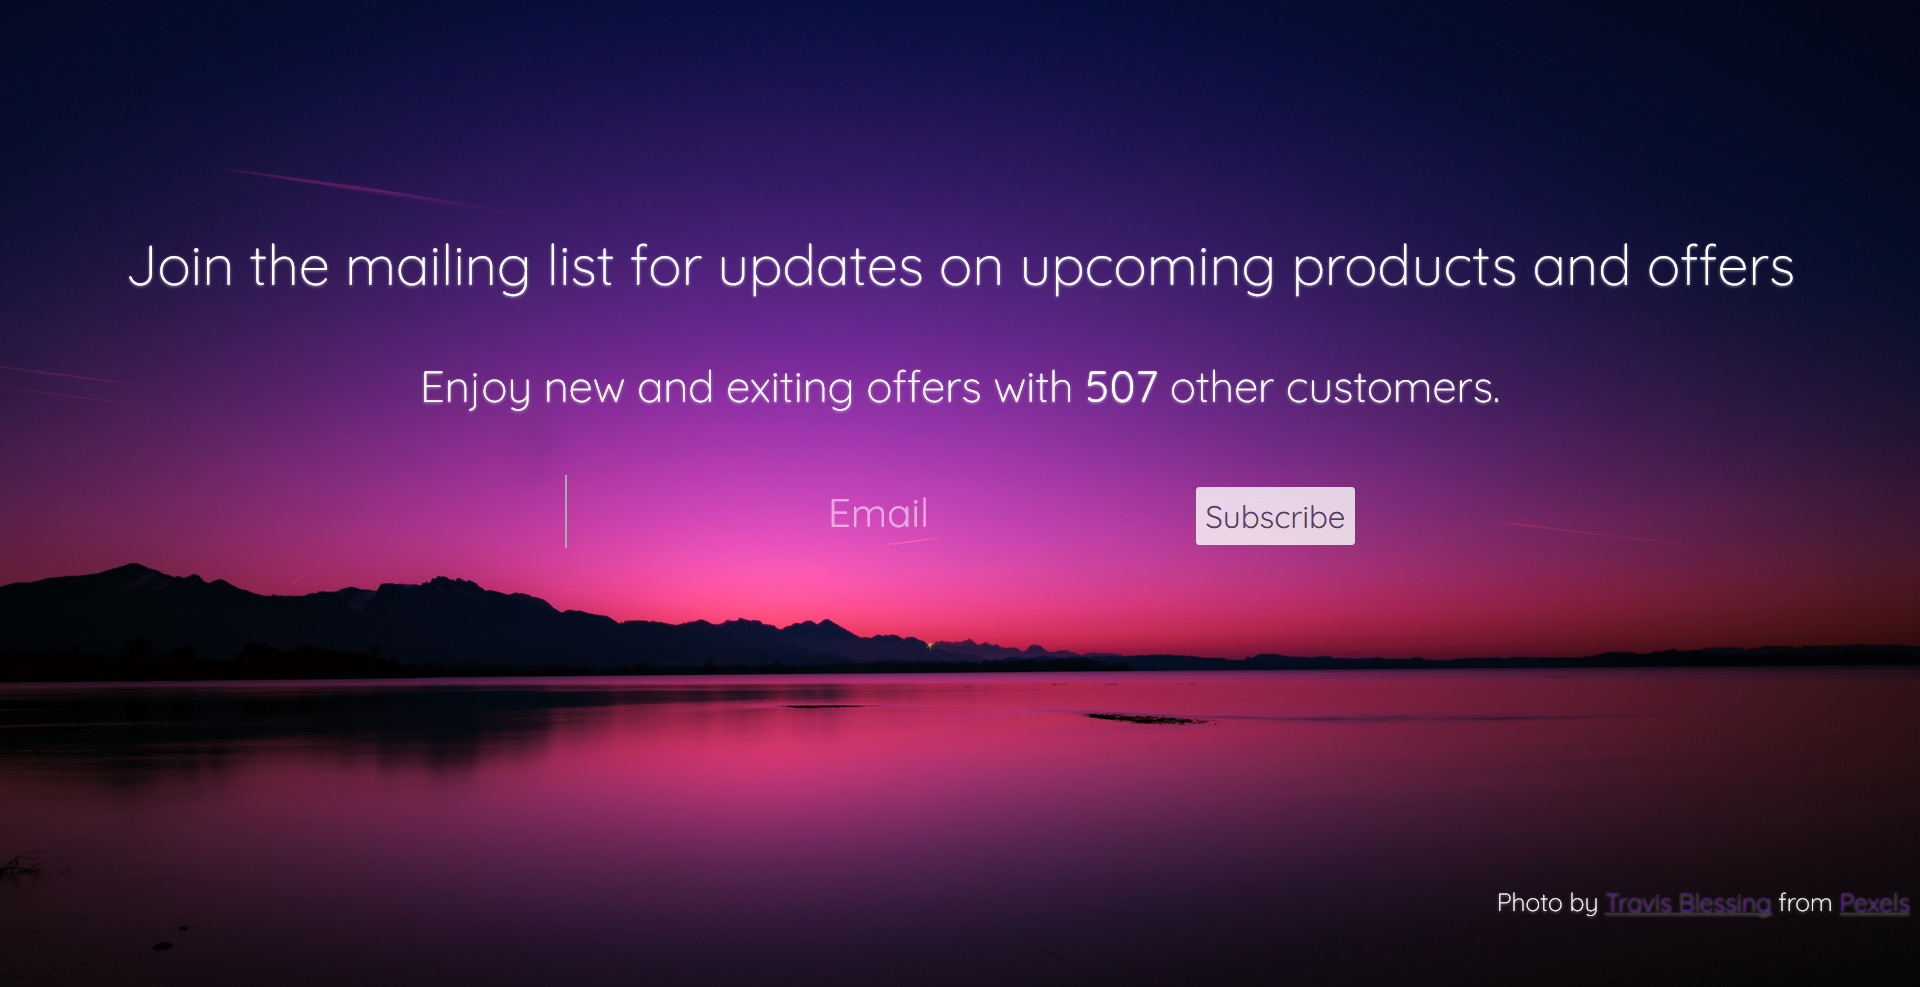 Join the mailing list for updates on upcoming products and offers
Enjoy new and exiting offers with 507 other customers.
Email
Subscribe
Photo by Travis Blessing from Pexels